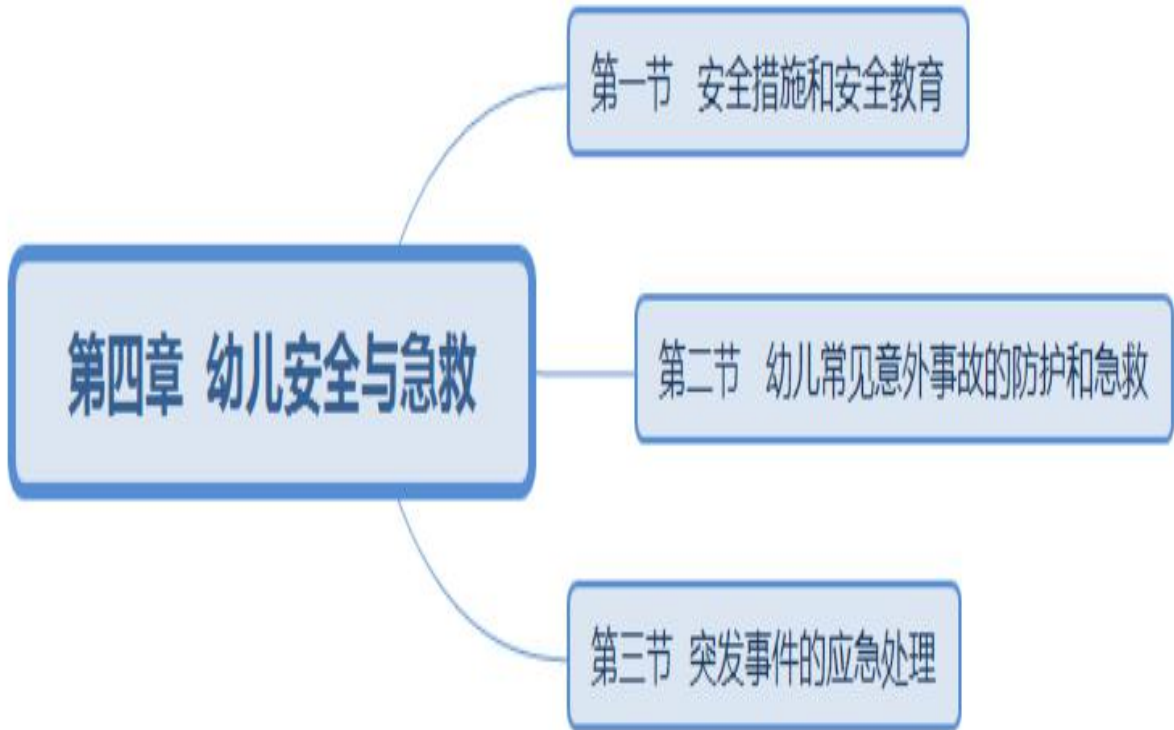 第一节 安全措施和安全教育
第四章 幼儿安全与急救
第二节 幼儿常见意外事故的防护和急救
第三节 突发事件的应急处理